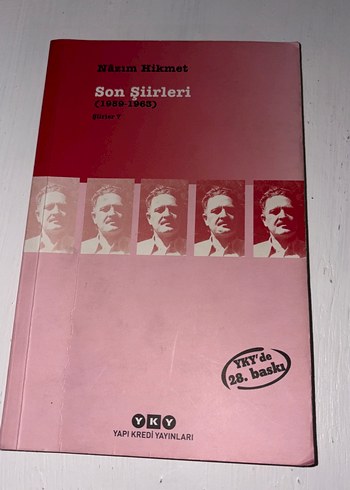 Nâzım Hikmet
Son Şiirleri
(1959-1963)
Şiirler 7
YKY'de
28. baskı
YKY
YAPI KREDİ YAYINLARI